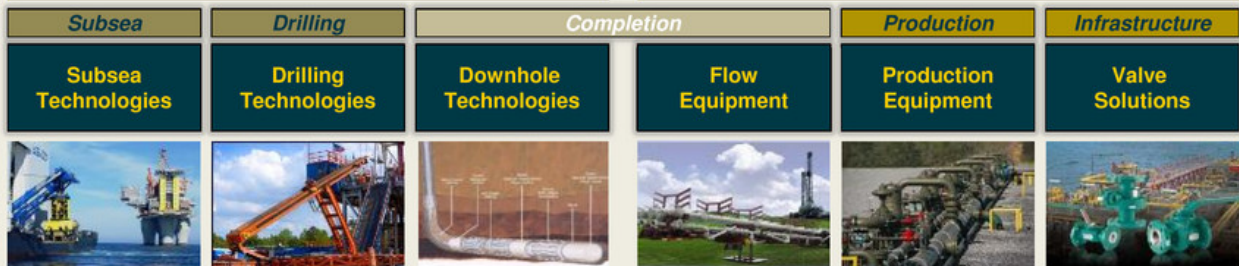 Subsea
Drilling
Completion
Production
Infrastructure
Subsea
Technologies
Drilling
Technologies
Downhole
Technologies
Flow
Equipment
Production
Equipment
Valve
Solutions